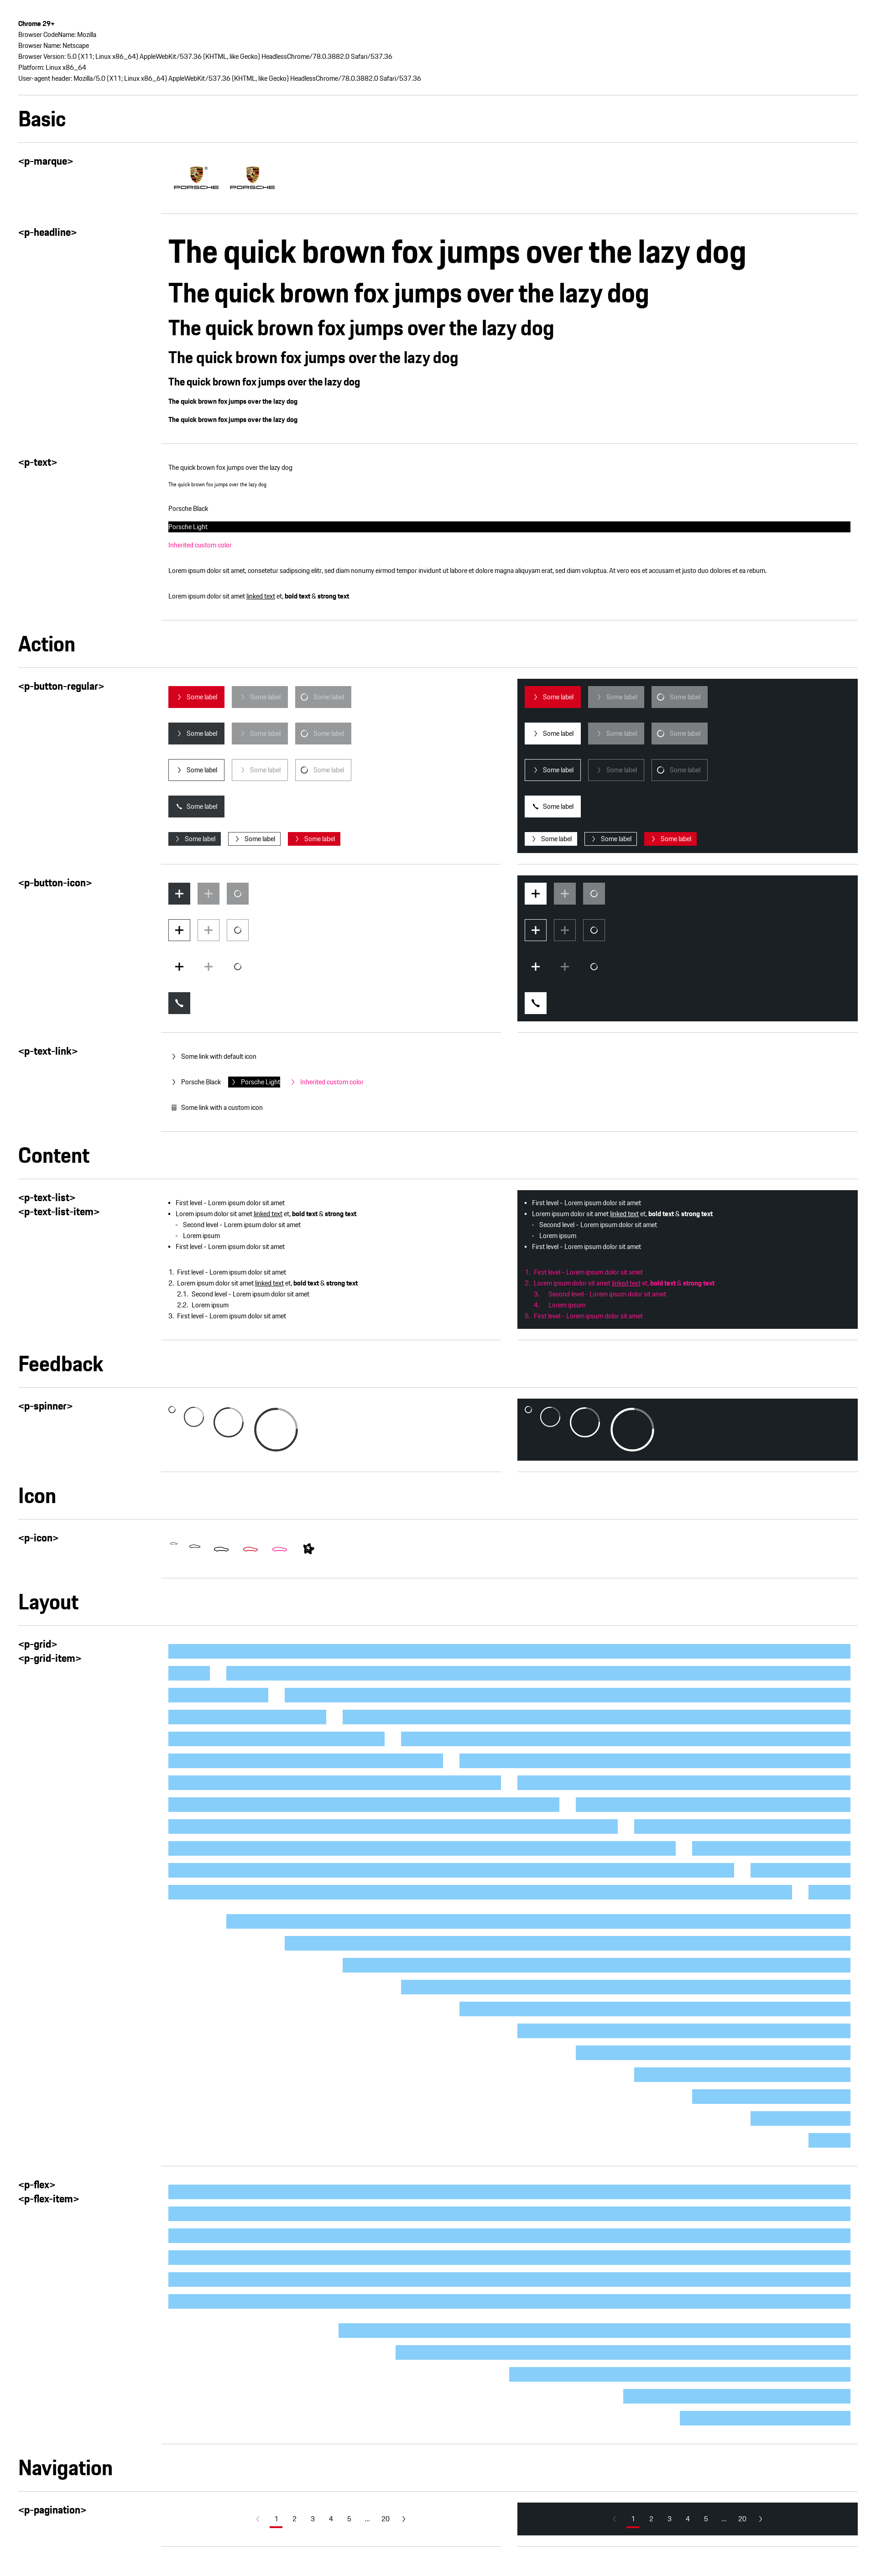 Chrome 29+
Browser CodeName: Mozilla
Browser Name: Netscape
Browser Version: 5.0 (X11; Linux x86_64) AppleWebKit/537.36 (KHTML, like Gecko) HeadlessChrome/78.0.3882.0 Safari/537.36
Platform: Linux x86_64
User-agent header: Mozilla/5.0 (X11; Linux x86_64) AppleWebKit/537.36 (KHTML, like Gecko) HeadlessChrome/78.0.3882.0 Safari/537.36
Basic
<p-marque>
PORSCHE PORSCHE
<p-headline>
The quick brown fox jumps over the lazy dog
The quick brown fox jumps over the lazy dog
The quick brown fox jumps over the lazy dog
The quick brown fox jumps over the lazy dog
The quick brown fox jumps over the lazy dog
The quick brown fox jumps over the lazy dog
The quick brown fox jumps over the lazy dog
<p-text>
The quick brown fox jumps over the lazy dog
The quick brown fox jumps over the lazy dog
Porsche Black
Porsche Light
Inherited custom color
Lorem ipsum dolor sit amet, consetetur sadipscing elitr, sed diam nonumy eirmod tempor invidunt ut labore et dolore magna aliquyam erat, sed diam voluptua. At vero eos et accusam et justo duo dolores et ea rebum.
Lorem ipsum dolor sit amet linked text et, bold text & strong text
Action
<p-button-regular>
Some label Some label Some label
Some label Some label Some label
Some label Some label Some label
Some label
Some label Some label Some label
Some label Some label Some label
Some label Some label Some label
Some label Some label Some label
Some label
Some label Some label Some label
<p-button-icon>
<p-text-link>
Some link with default icon
Porsche Black Porsche Light Inherited custom color
Some link with a custom icon
Content
<p-text-list>
<p-text-list-item>
• First level - Lorem ipsum dolor sit amet
• Lorem ipsum dolor sit amet linked text et, bold text & strong text
- Second level - Lorem ipsum dolor sit amet
- Lorem ipsum
• First level - Lorem ipsum dolor sit amet
1. First level - Lorem ipsum dolor sit amet
2. Lorem ipsum dolor sit amet linked text et, bold text & strong text
2.1. Second level - Lorem ipsum dolor sit amet
2.2. Lorem ipsum
3. First level - Lorem ipsum dolor sit amet
• First level - Lorem ipsum dolor sit amet
• Lorem ipsum dolor sit amet linked text et, bold text & strong text
- Second level - Lorem ipsum dolor sit amet
- Lorem ipsum
• First level - Lorem ipsum dolor sit amet
1. First level - Lorem ipsum dolor sit amet
2. Lorem ipsum dolor sit amet linked text et, bold text & strong text
3. Second level - Lorem ipsum dolor sit amet
4. Lorem ipsum
5. First level - Lorem ipsum dolor sit amet
Feedback
<p-spinner>
Icon
<p-icon>
Layout
<p-grid>
<p-grid-item>
<p-flex>
<p-flex-item>
Navigation
<p-pagination>
1 2 3 4 5 ... 20
1 2 3 4 5 ... 20